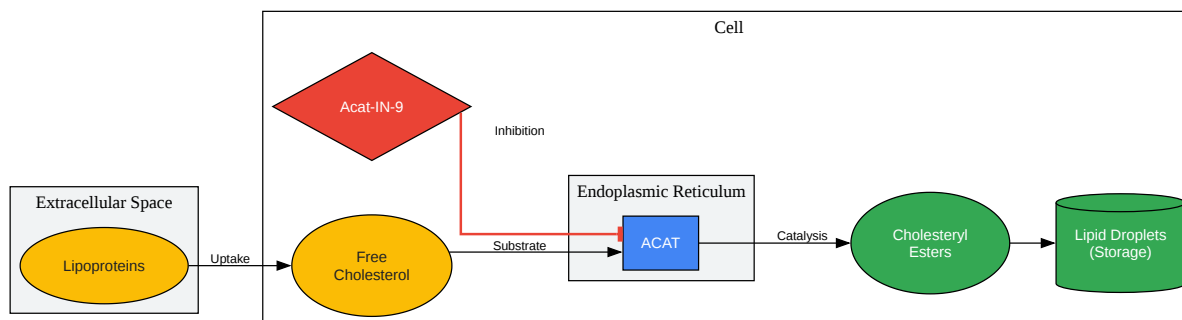 Cell
Acat-IN-9
Inhibition
Extracellular Space
Endoplasmic Reticulum
Lipoproteins
Uptake
Free
Cholesterol
Substrate
ACAT
Catalysis
Cholesteryl
Esters
Lipid Droplets
(Storage)